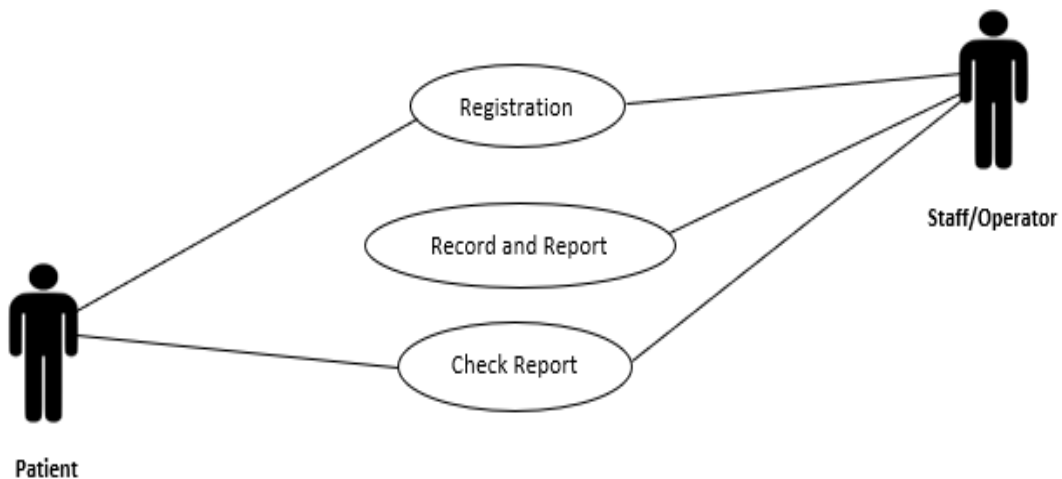 Registration
Staff/Operator
Record and Report
Check Report
Patient